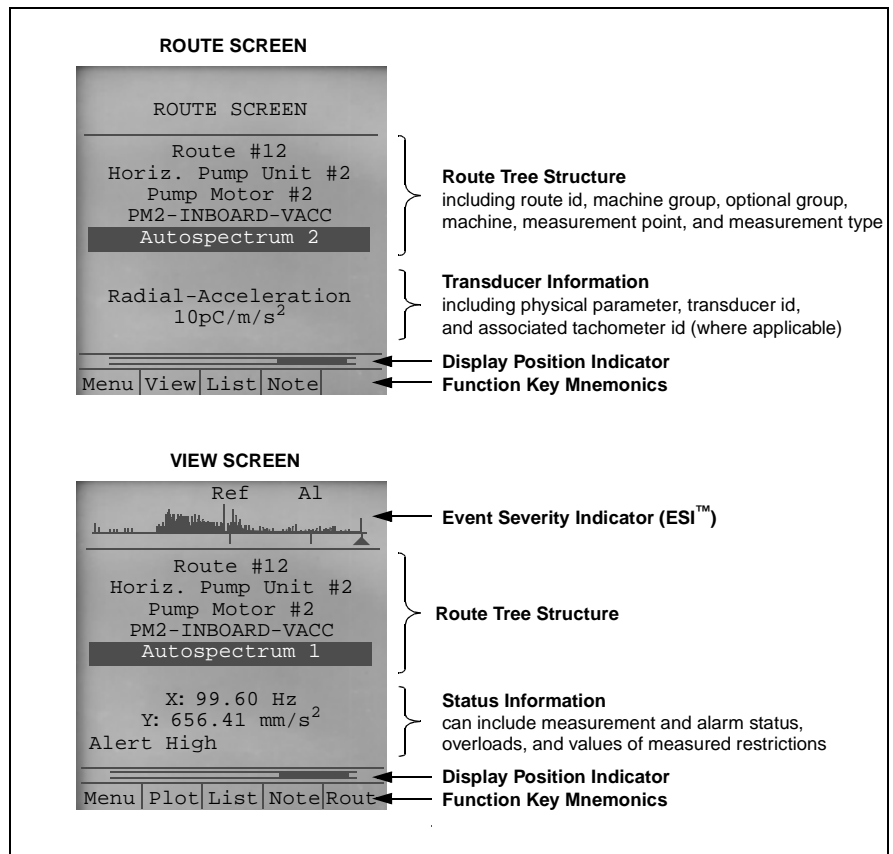 ROUTE SCREEN
ROUTE SCREEN
Route #12
Horiz. Pump Unit #2
Pump Motor #2
PM2-INBOARD-VACC
Autospectrum 2
Radial-Acceleration
10pC/m/s²
Menu View List Note
Route Tree Structure
including route id, machine group, optional group,
machine, measurement point, and measurement type
Transducer Information
including physical parameter, transducer id,
and associated tachometer id (where applicable)
Display Position Indicator
Function Key Mnemonics
VIEW SCREEN
Ref Al
Route #12
Horiz. Pump Unit #2
Pump Motor #2
PM2-INBOARD-VACC
Autospectrum 1
X: 99.60 Hz
Y: 656.41 mm/s²
Alert High
Menu Plot List Note Rout
Event Severity Indicator (ESI™)
Route Tree Structure
Status Information
can include measurement and alarm status,
overloads, and values of measured restrictions
Display Position Indicator
Function Key Mnemonics